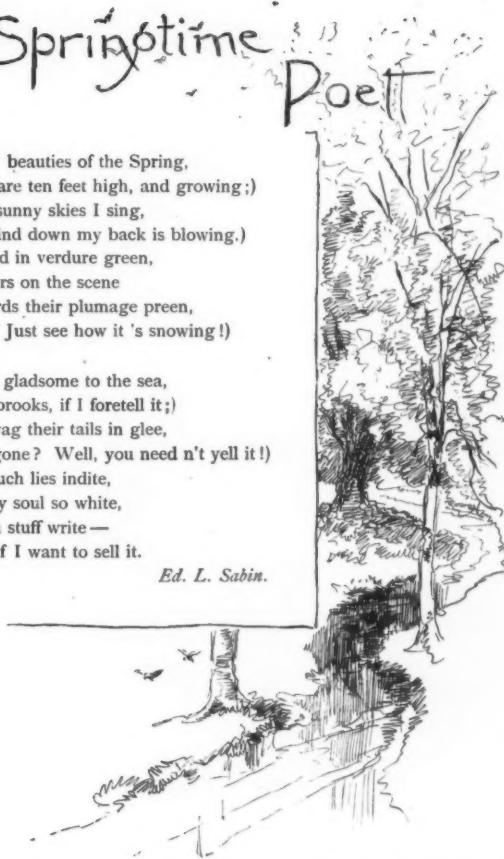 Springtime
Poet
beauties of the Spring,
are ten feet high, and growing;)
sunny skies I sing,
ind down my back is blowing.)
d in verdure green,
rs on the scene
rds their plumage preen,
Just see how it 's snowing!)
gladsome to the sea,
brooks, if I foretell it;)
ag their tails in glee,
gone? Well, you need n't yell it!)
uch lies indite,
y soul so white,
stuff write—
f I want to sell it.
Ed. L. Sabin.